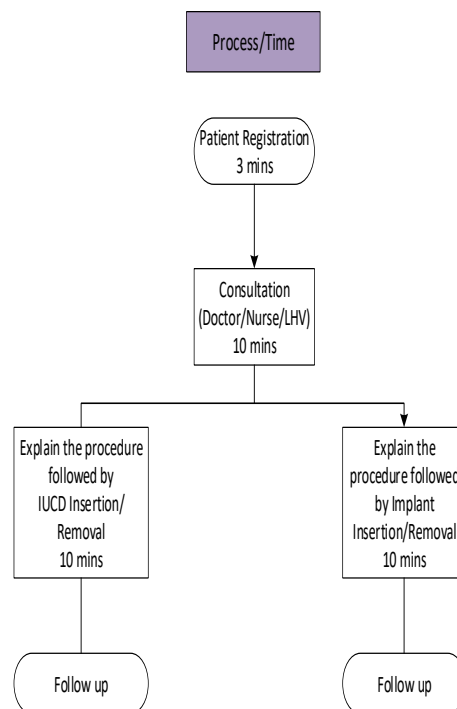 Process/Time
Patient Registration
3 mins
Consultation
(Doctor/Nurse/LHV)
10 mins
Explain the procedure
followed by
IUCD Insertion/
Removal
10 mins
Explain the
procedure followed
by Implant
Insertion/Removal
10 mins
Follow up
Follow up